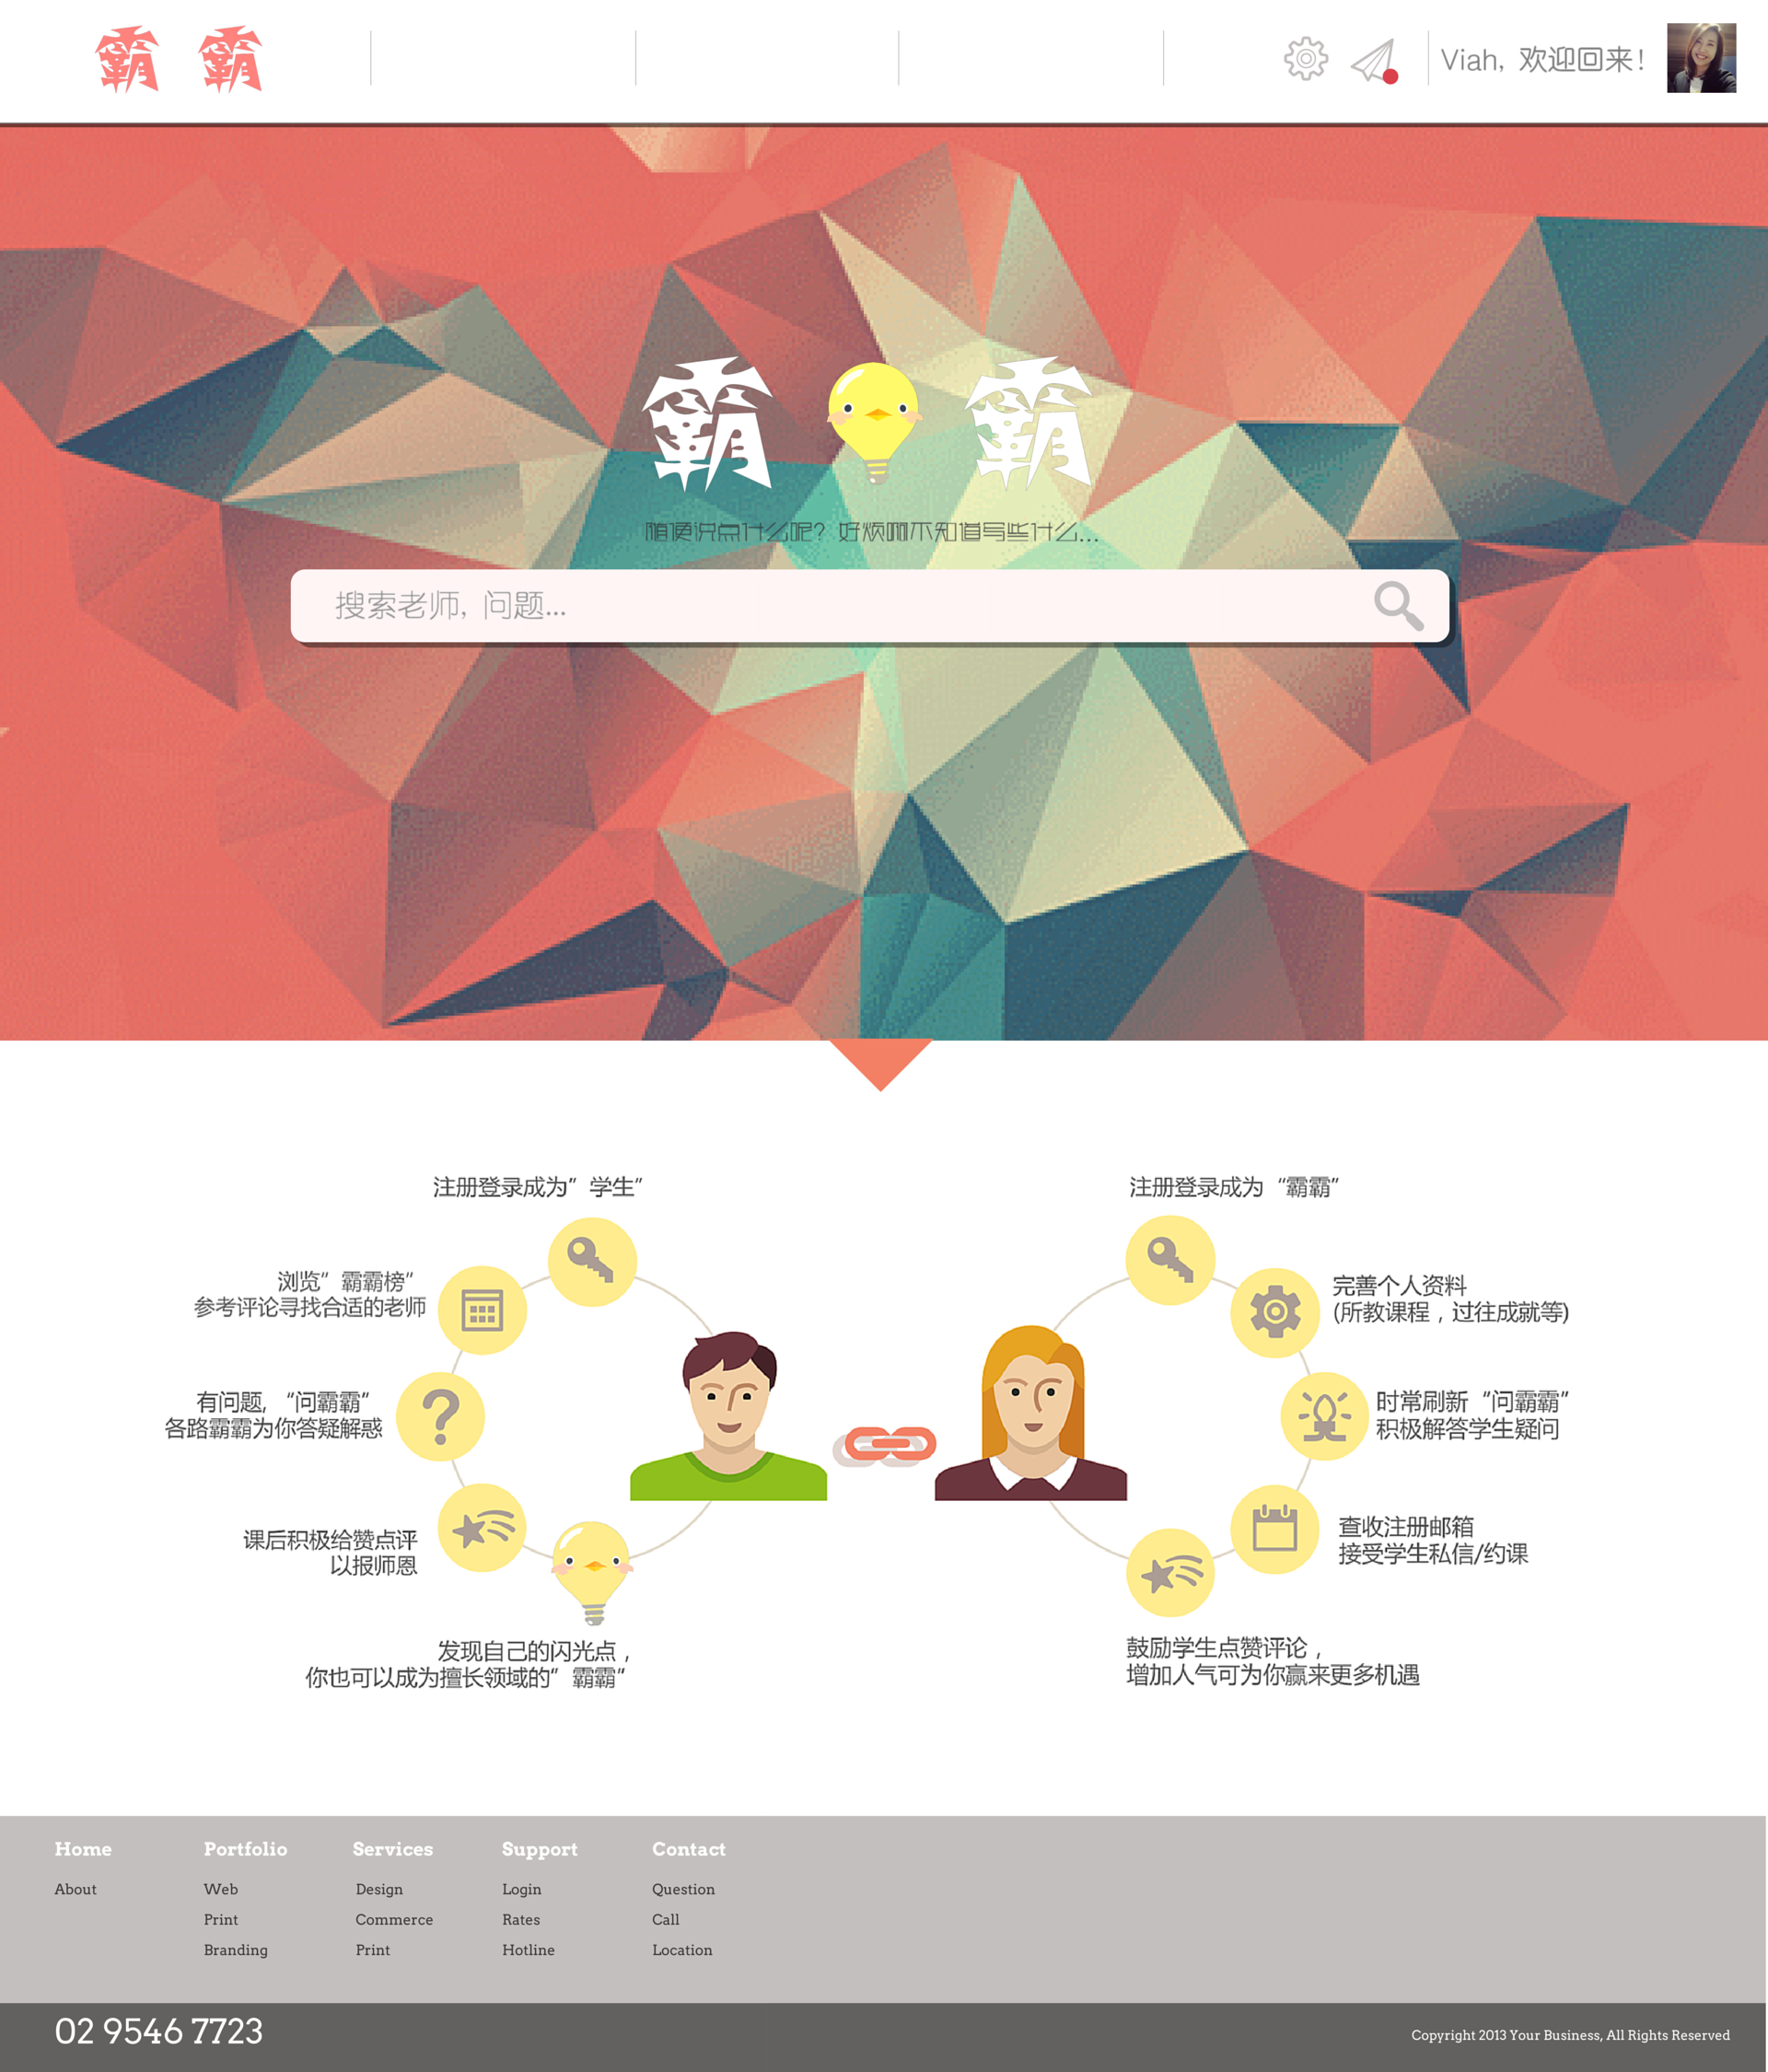 霸 霸
Viah, 欢迎回来！
霸 霸
随便说点什么呢？好烦啊不知道写些什么...
搜索老师, 问题...
注册登录成为”学生”
浏览”霸霸榜”
参考评论寻找合适的老师
有问题,“问霸霸”
各路霸霸为你答疑解惑
课后积极给赞点评
以报师恩
发现自己的闪光点，
你也可以成为擅长领域的”霸霸”
注册登录成为“霸霸”
完善个人资料
(所教课程，过往成就等)
时常刷新“问霸霸”
积极解答学生疑问
查收注册邮箱
接受学生私信/约课
鼓励学生点赞评论，
增加人气可为你赢来更多机遇
Home
About
Portfolio
Web
Print
Branding
Services
Design
Commerce
Print
Support
Login
Rates
Hotline
Contact
Question
Call
Location
02 9546 7723
Copyright 2013 Your Business, All Rights Reserved